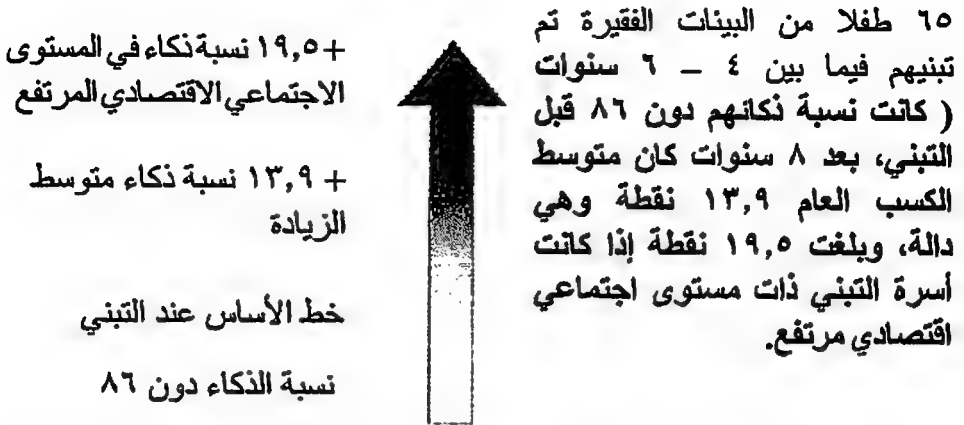 ٦٥ طفلا من البيئات الفقيرة تم
تبنيهم فيما بين ٤ – ٦ سنوات
( كانت نسبة ذكائهم دون ٨٦ قبل
التبني، بعد ٨ سنوات كان متوسط
الكسب العام ١٣,٩ نقطة وهي
دالة، وبلغت ١٩,٥ نقطة إذا كانت
أسرة التبني ذات مستوى اجتماعي
اقتصادي مرتفع.
+١٩,٥ نسبة ذكاء في المستوى
الاجتماعي الاقتصادي المرتفع
+ ١٣,٩ نسبة ذكاء متوسط
الزيادة
خط الأساس عند التبني
نسبة الذكاء دون ٨٦